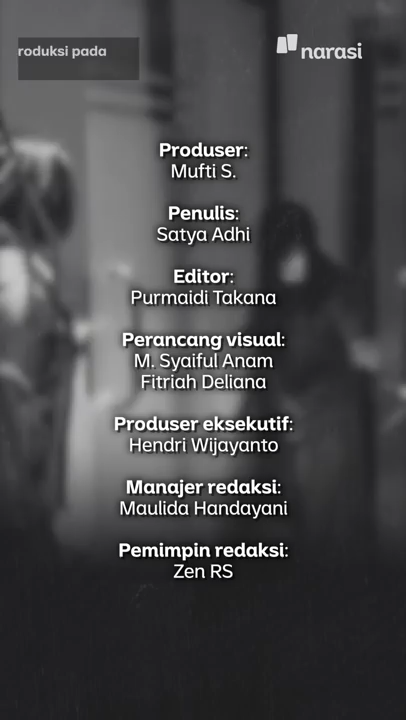 roduksi pada
narasi
Produser:
Mufti S.
Penulis:
Satya Adhi
Editor:
Purmaidi Takana
Perancang visual:
M. Syaiful Anam
Fitriah Deliana
Produser eksekutif:
Hendri Wijayanto
Manajer redaksi:
Maulida Handayani
Pemimpin redaksi:
Zen RS